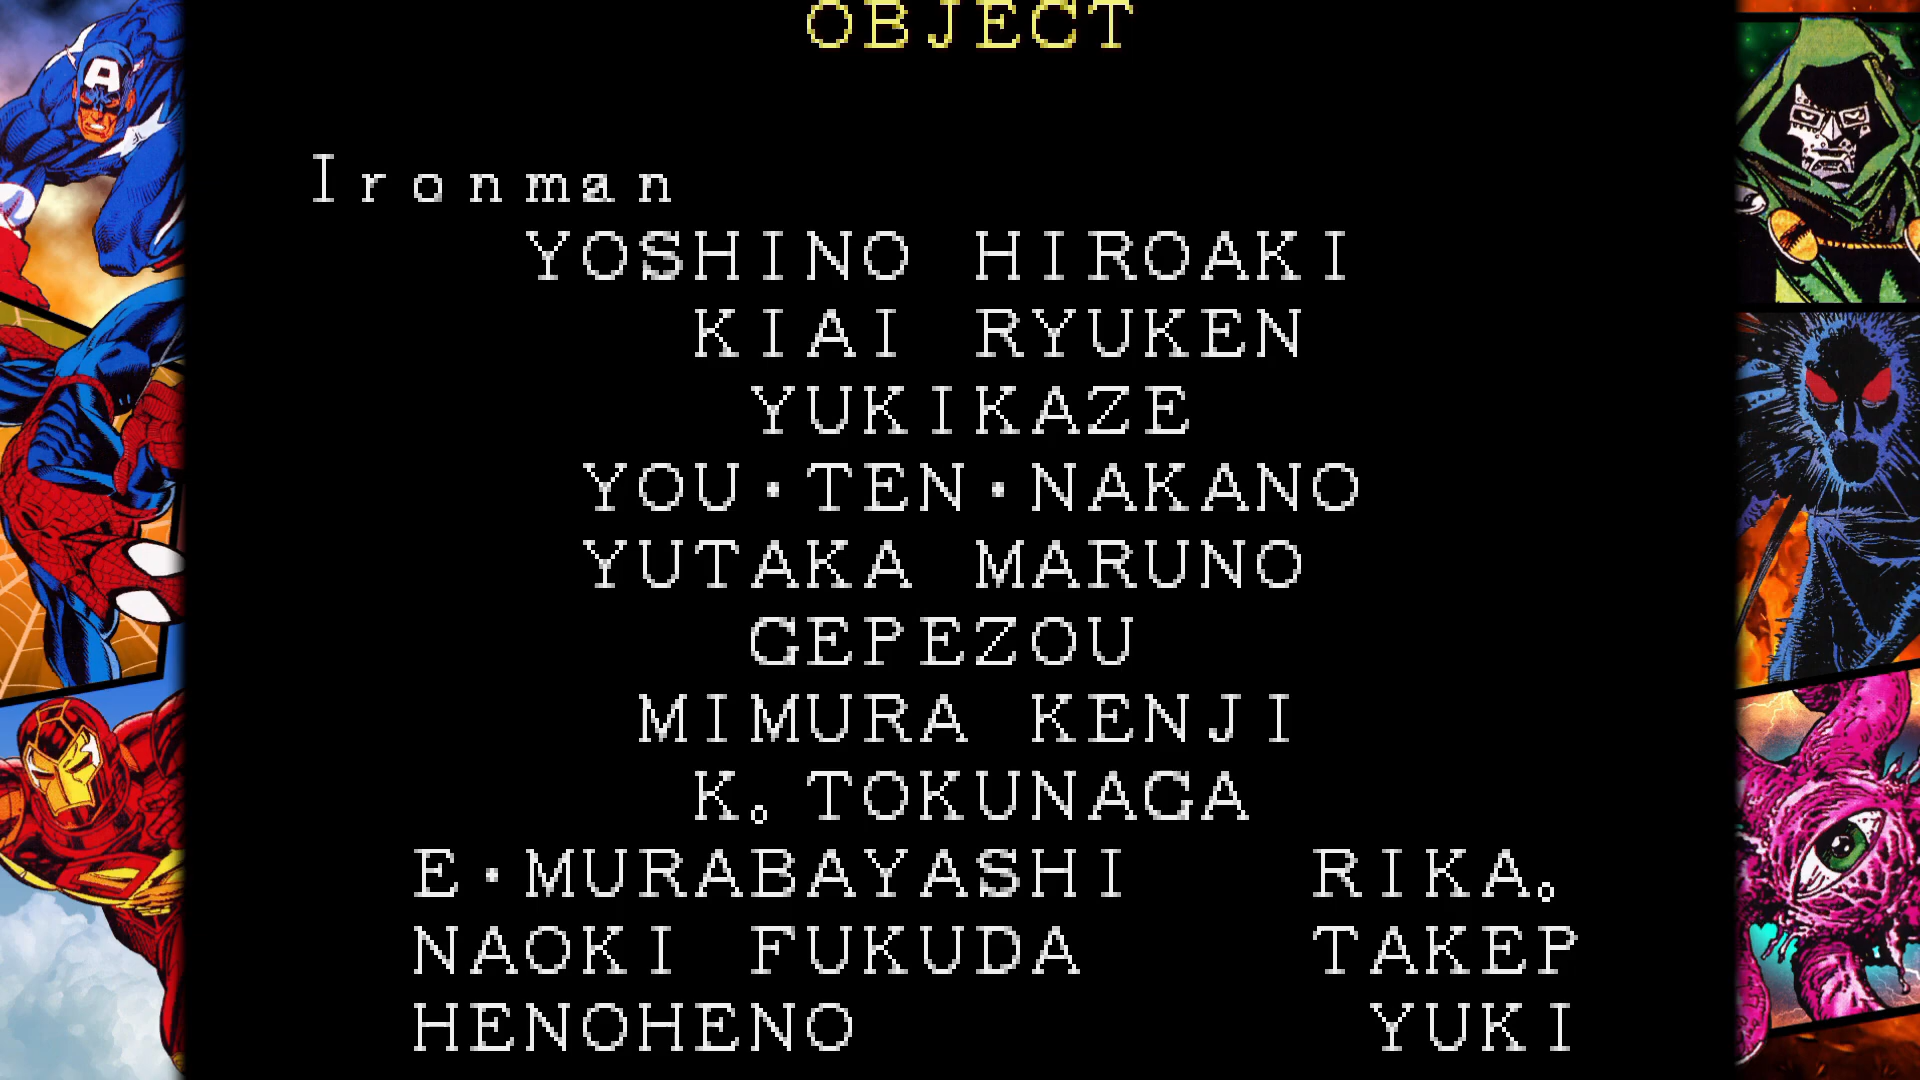 OBJECT
Ironman
YOSHINO HIROAKI
KIAI RYUKEN
YUKIKAZE
YOU・TEN・NAKANO
YUTAKA MARUNO
GEPEZOU
MIMURA KENJI
K。TOKUNAGA
E・MURABAYASHI RIKA。
NAOKI FUKUDA TAKEP
HENOHENO YUKI